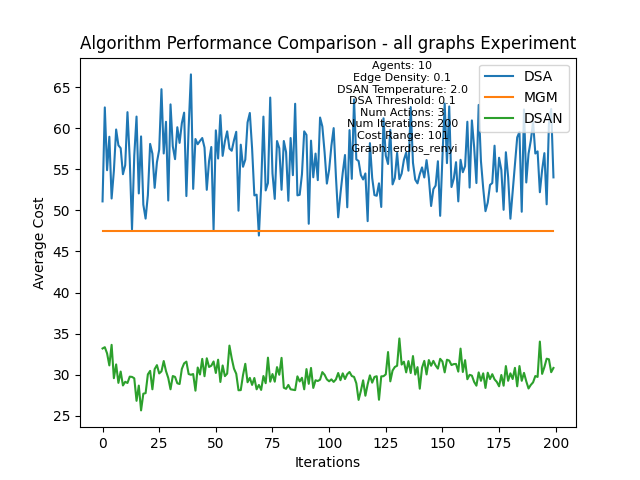 Algorithm Performance Comparison - all graphs Experiment
Agents: 10
Edge Density: 0.1
DSAN Temperature: 2.0
DSA Threshold: 0.1
Num Actions: 3
Num Iterations: 200
Cost Range: 101
Graph: erdos_renyi
DSA
MGM
DSAN
Average Cost
65
60
55
50
45
40
35
30
25
0
25
50
75
100
125
150
175
200
Iterations